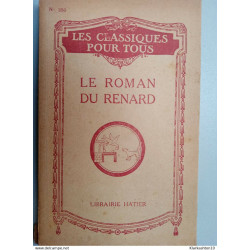 LES CLASSIQUES
POUR TOUS
LE ROMAN
DU RENARD
LIBRAIRIE HATIER